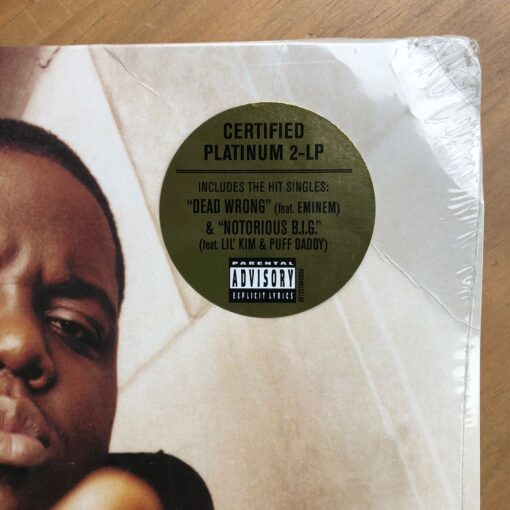 CERTIFIED
PLATINUM 2-LP
INCLUDES THE HIT SINGLES:
“DEAD WRONG” (feat. EMINEM)
& “NOTORIOUS B.I.G.”
(feat. LIL' KIM & PUFF DADDY)
PARENTAL
ADVISORY
EXPLICIT LYRICS